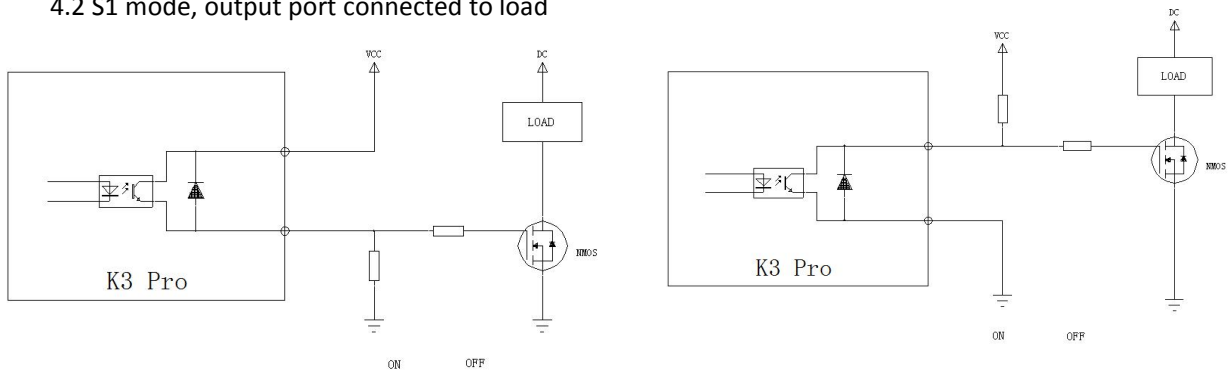 4.2 S1 mode, output port connected to load
VCC
DC
LOAD
NMOS
K3 Pro
ON OFF
DC
VCC
LOAD
NMOS
K3 Pro
ON OFF